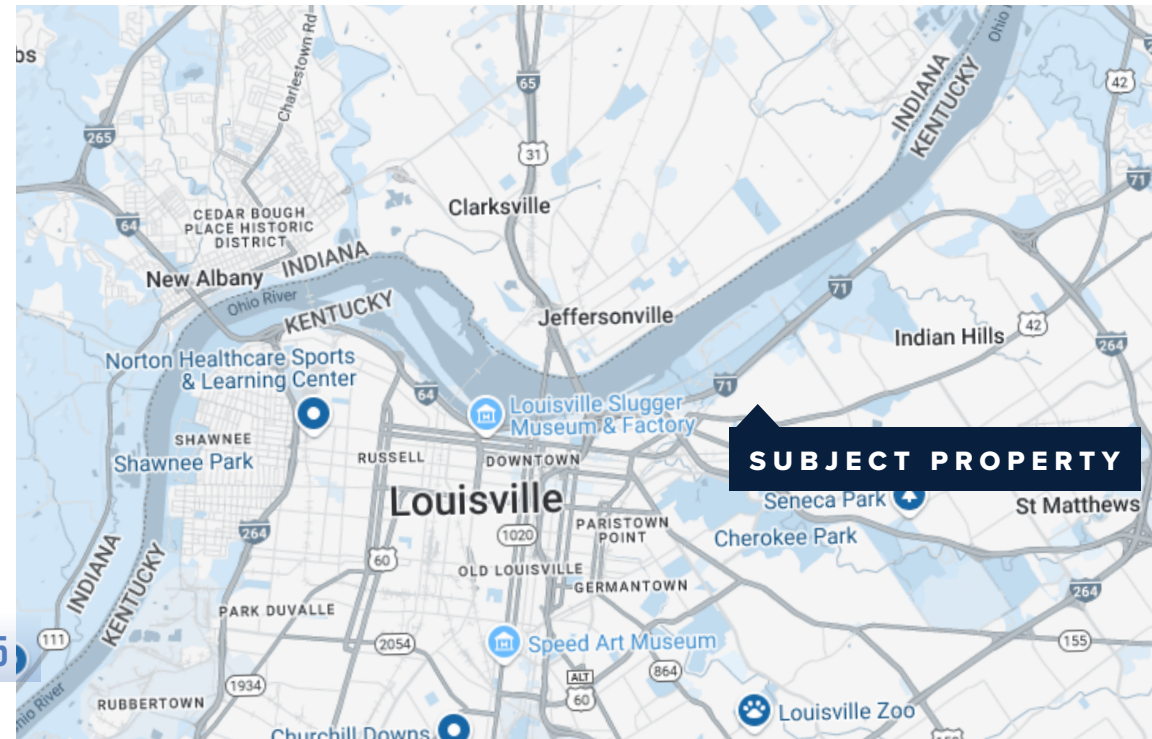 bs
Charlestown Rd
Ohio
INDIANA
KENTUCKY
42
65
265
31
71
64
Clarksville
CEDAR BOUGH
PLACE HISTORIC
DISTRICT
INDIANA
New Albany
Ohio River
KENTUCKY
Jeffersonville
71
Indian Hills
42
264
Norton Healthcare Sports
& Learning Center
64
71
Louisville Slugger
Museum & Factory
SUBJECT PROPERTY
SHAWNEE
Shawnee Park
RUSSELL
DOWNTOWN
Louisville
Seneca Park
St Matthews
PARISTOWN
POINT
Cherokee Park
264
1020
60
INDIANA
KENTUCKY
OLD LOUISVILLE
GERMANTOWN
264
PARK DUVALLE
5
111
2054
Speed Art Museum
155
864
ALT
60
1934
hio River
RUBBERTOWN
Louisville Zoo
Churchill Downs